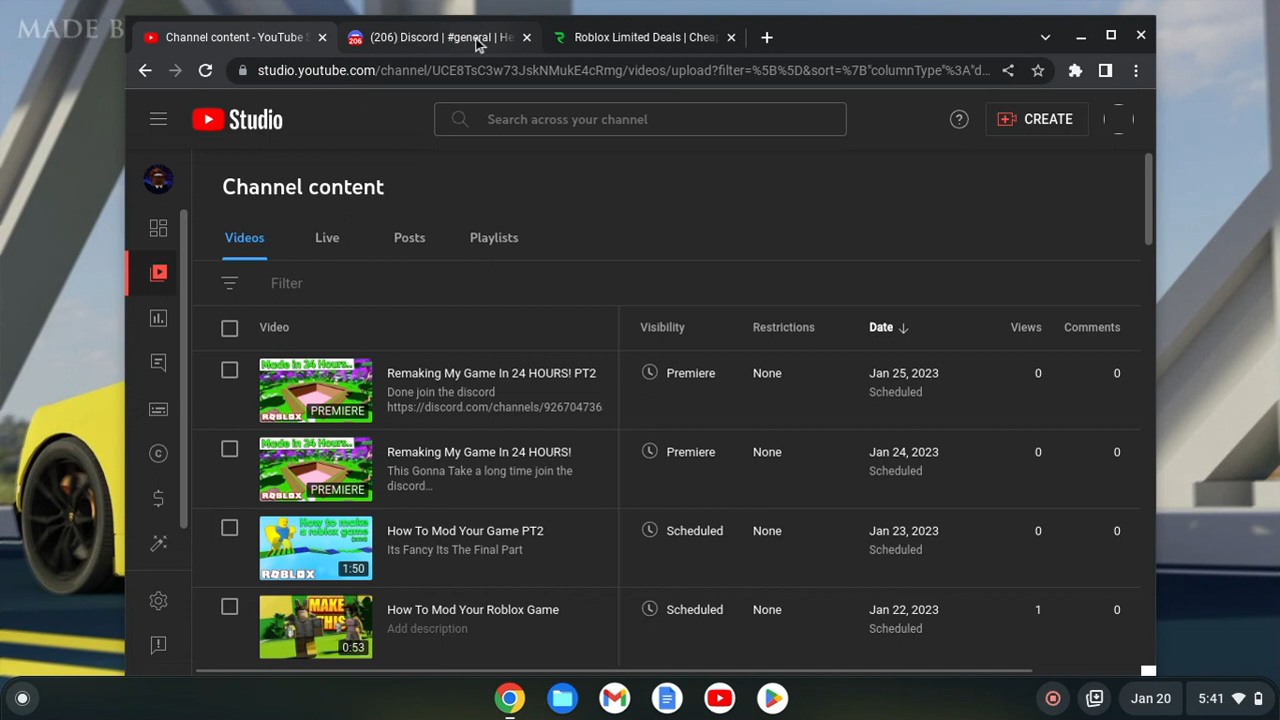 MADE B
Channel content - YouTube S
(206) Discord | #general | He
Roblox Limited Deals | Cheap
studio.youtube.com/channel/UCE8TsC3w73JskNMukE4cRmg/videos/upload?filter=%5B%5D&sort=%7B"columnType"%3A"d...
Studio
Search across your channel
CREATE
Channel content
Videos
Live
Posts
Playlists
Filter
Video
Visibility
Restrictions
Date
Views
Comments
Made in 24 Hours..
ROBLOX
PREMIERE
Remaking My Game In 24 HOURS! PT2
Done join the discord
https://discord.com/channels/926704736
Premiere
None
Jan 25, 2023
Scheduled
0
0
Made in 24 Hours..
ROBLOX
PREMIERE
Remaking My Game In 24 HOURS!
This Gonna Take a long time join the
discord...
Premiere
None
Jan 24, 2023
Scheduled
0
0
How to make
a roblox game
ROBLOX
1:50
How To Mod Your Game PT2
Its Fancy Its The Final Part
Scheduled
None
Jan 23, 2023
Scheduled
0
0
MAKE
THIS
0:53
How To Mod Your Roblox Game
Add description
Scheduled
None
Jan 22, 2023
Scheduled
1
0
Jan 20
5:41